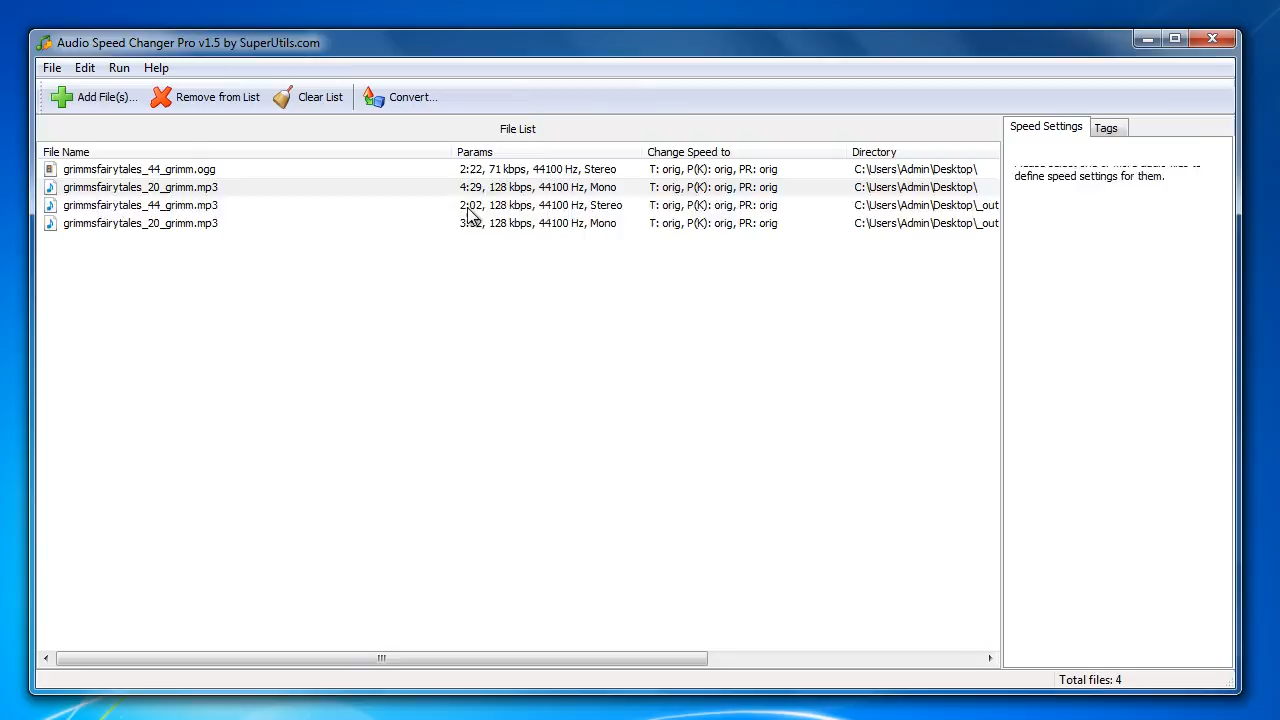 Audio Speed Changer Pro v1.5 by SuperUtils.com
File Edit Run Help
Add File(s)... Remove from List Clear List Convert...
File List
Speed Settings Tags
File Name Params Change Speed to Directory
grimmsfairytales_44_grimm.ogg 2:22, 71 kbps, 44100 Hz, Stereo T: orig, P(K): orig, PR: orig C:\Users\Admin\Desktop\
grimmsfairytales_20_grimm.mp3 4:29, 128 kbps, 44100 Hz, Mono T: orig, P(K): orig, PR: orig C:\Users\Admin\Desktop\
grimmsfairytales_44_grimm.mp3 2:02, 128 kbps, 44100 Hz, Stereo T: orig, P(K): orig, PR: orig C:\Users\Admin\Desktop\_out
grimmsfairytales_20_grimm.mp3 128 kbps, 44100 Hz, Mono T: orig, P(K): orig, PR: orig C:\Users\Admin\Desktop\_out
define speed settings for them.
Total files: 4